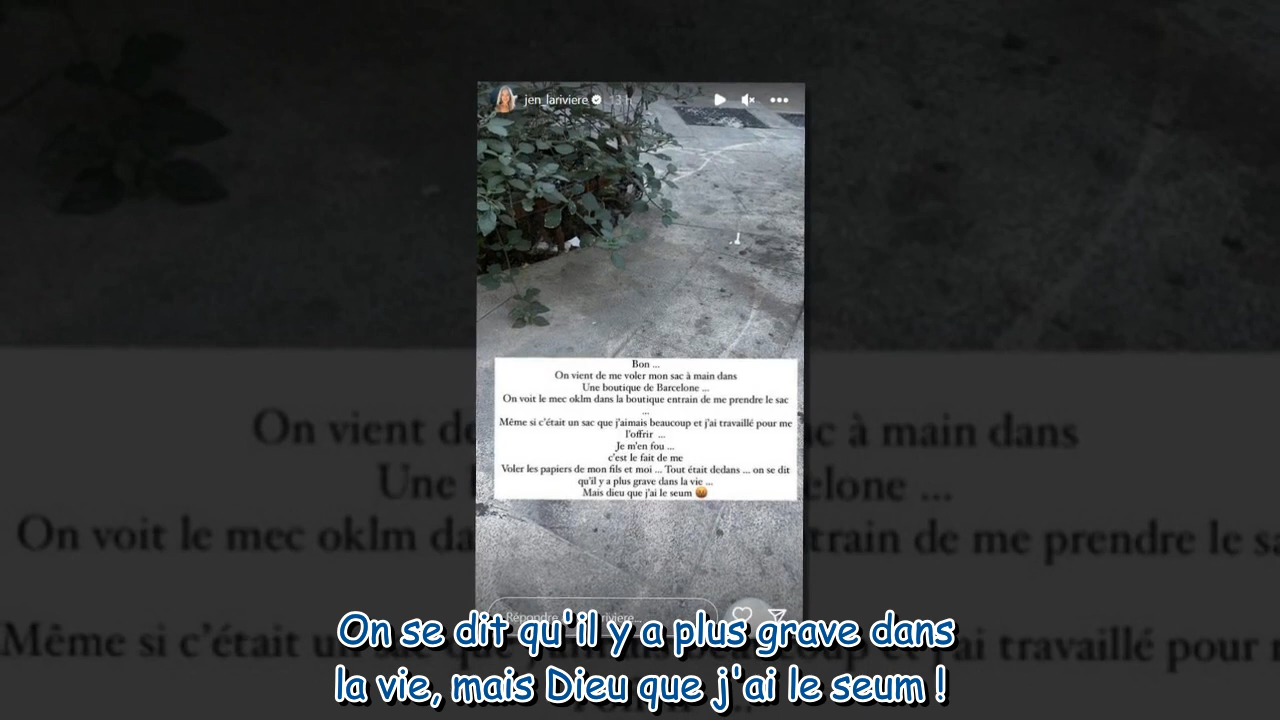 jen_lariviere 13 h
Bon ...
On vient de me voler mon sac à main dans
Une boutique de Barcelone ...
On voit le mec oklm dans la boutique entrain de me prendre le sac
...
Même si c'était un sac que j'aimais beaucoup et j'ai travaillé pour me
l'offrir ...
Je m'en fou ...
c'est le fait de me
Voler les papiers de mon fils et moi ... Tout était dedans ... on se dit
qu'il y a plus grave dans la vie ...
Mais dieu que j'ai le seum 🤬
On se dit qu'il y a plus grave dans
la vie, mais Dieu que j'ai le seum !